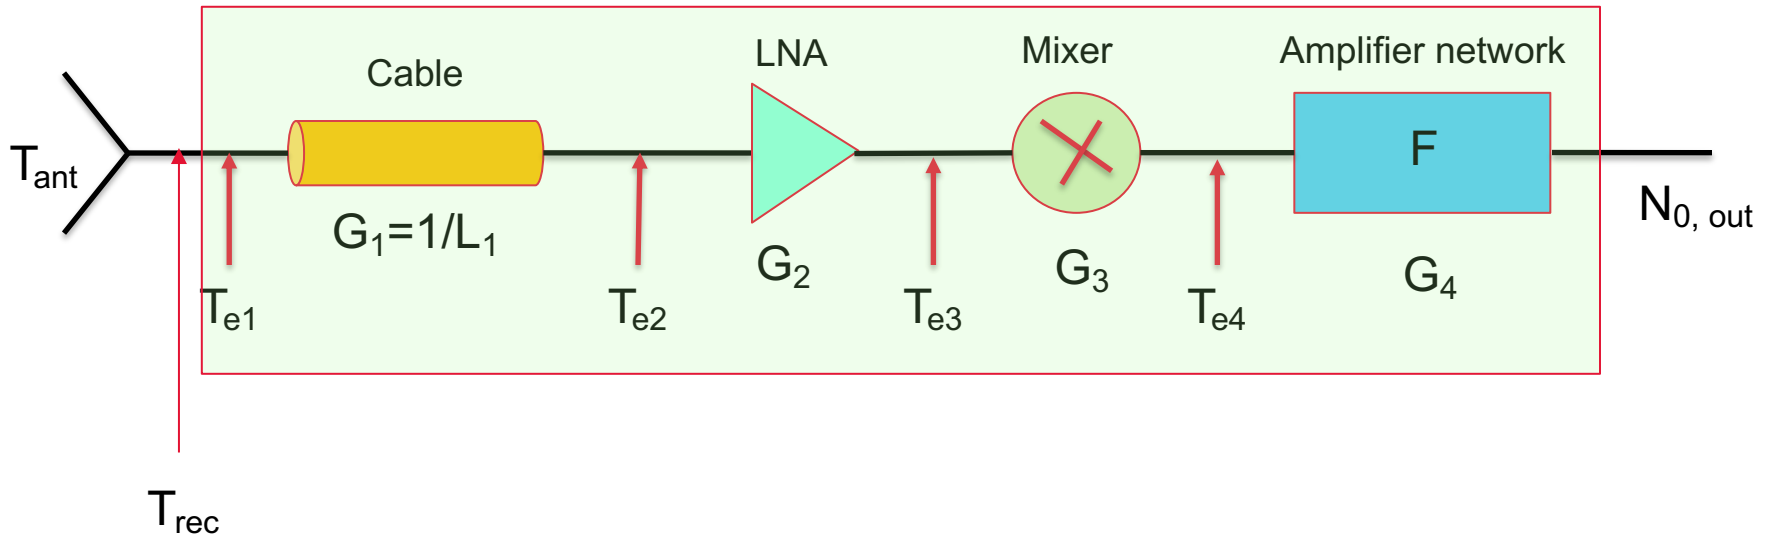 Cable
LNA
Mixer
Amplifier network
T_ant
F
N_0, out
G_1=1/L_1
G_2
G_3
G_4
T_e1
T_e2
T_e3
T_e4
T_rec